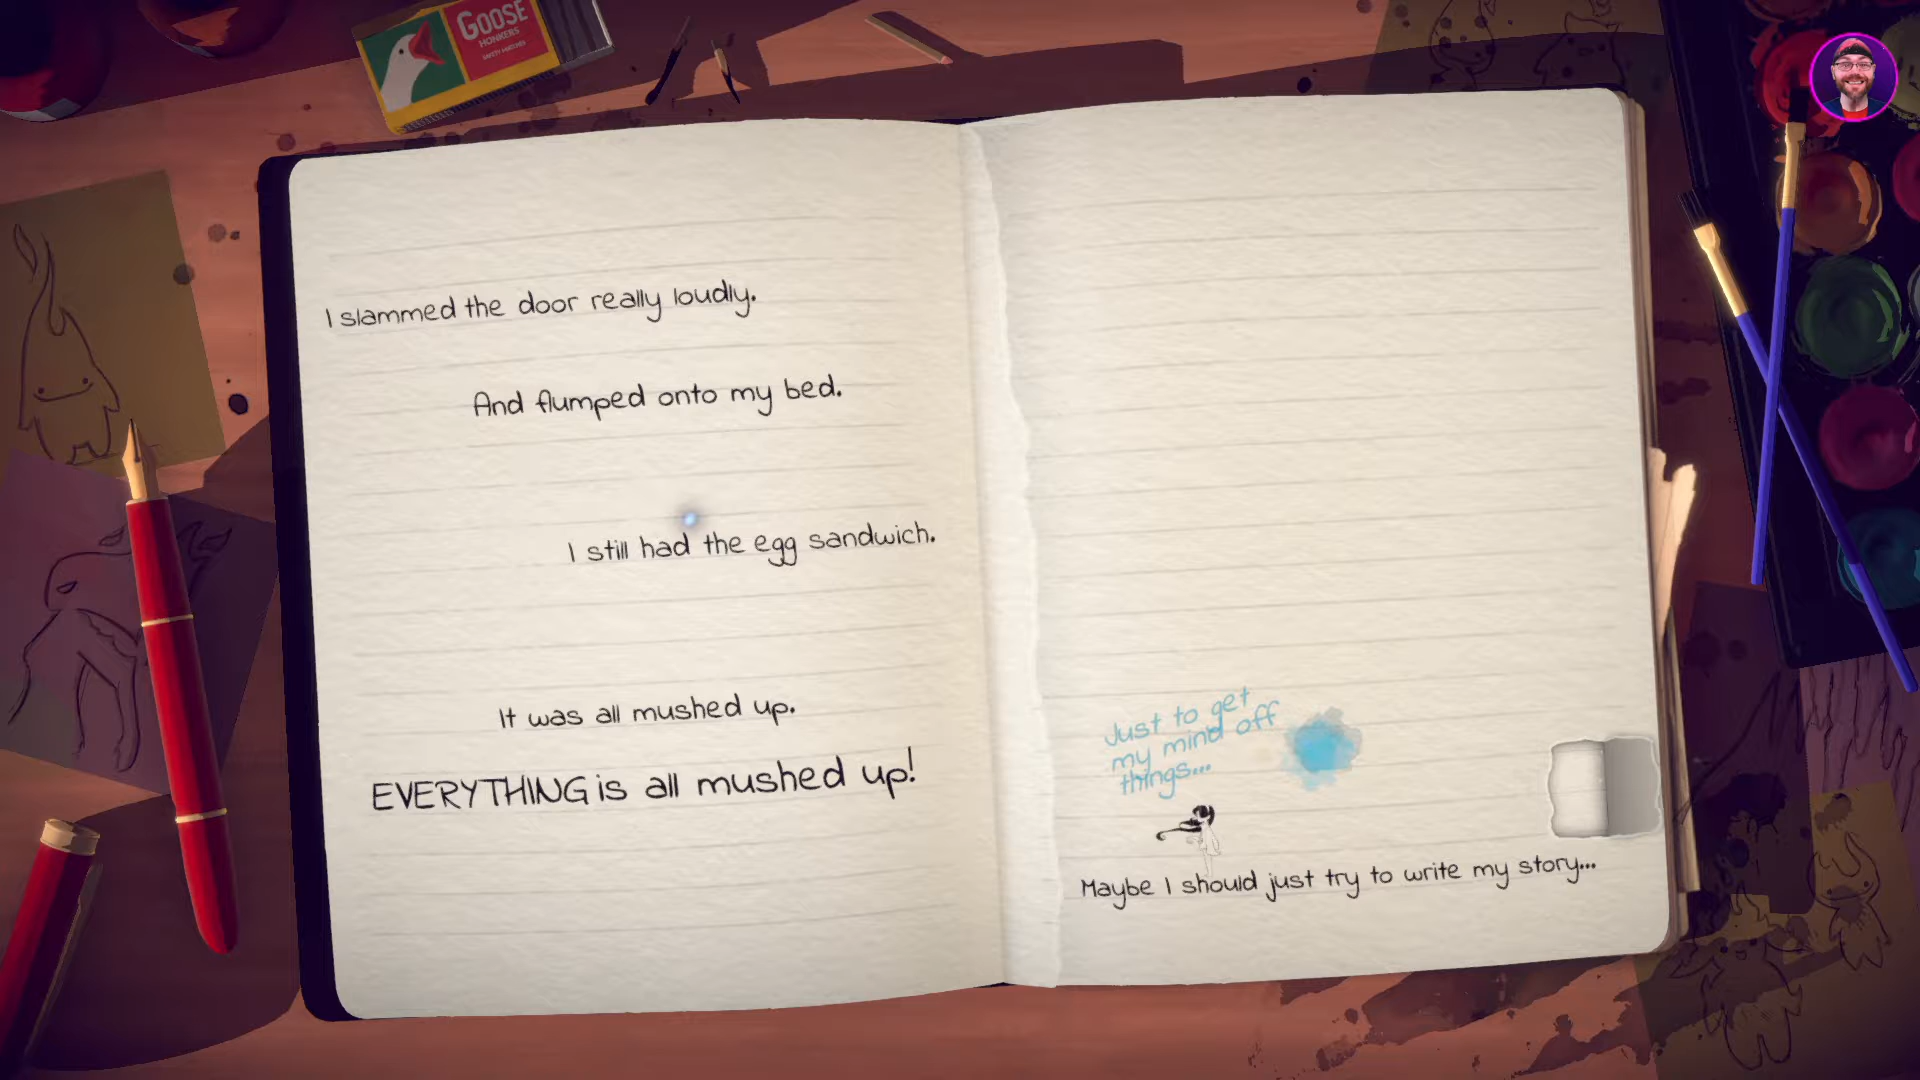 GOOSE
HONKERS
SAFETY MATCHES
I slammed the door really loudly.
And flumped onto my bed.
I still had the egg sandwich.
It was all mushed up.
EVERYTHING is all mushed up!
Just to get
my mind off
things...
Maybe I should just try to write my story...